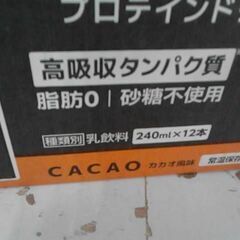 プロテインド
高吸収タンパク質
脂肪0 | 砂糖不使用
種類別 乳飲料 240ml×12本
CACAO カカオ風味 常温保存